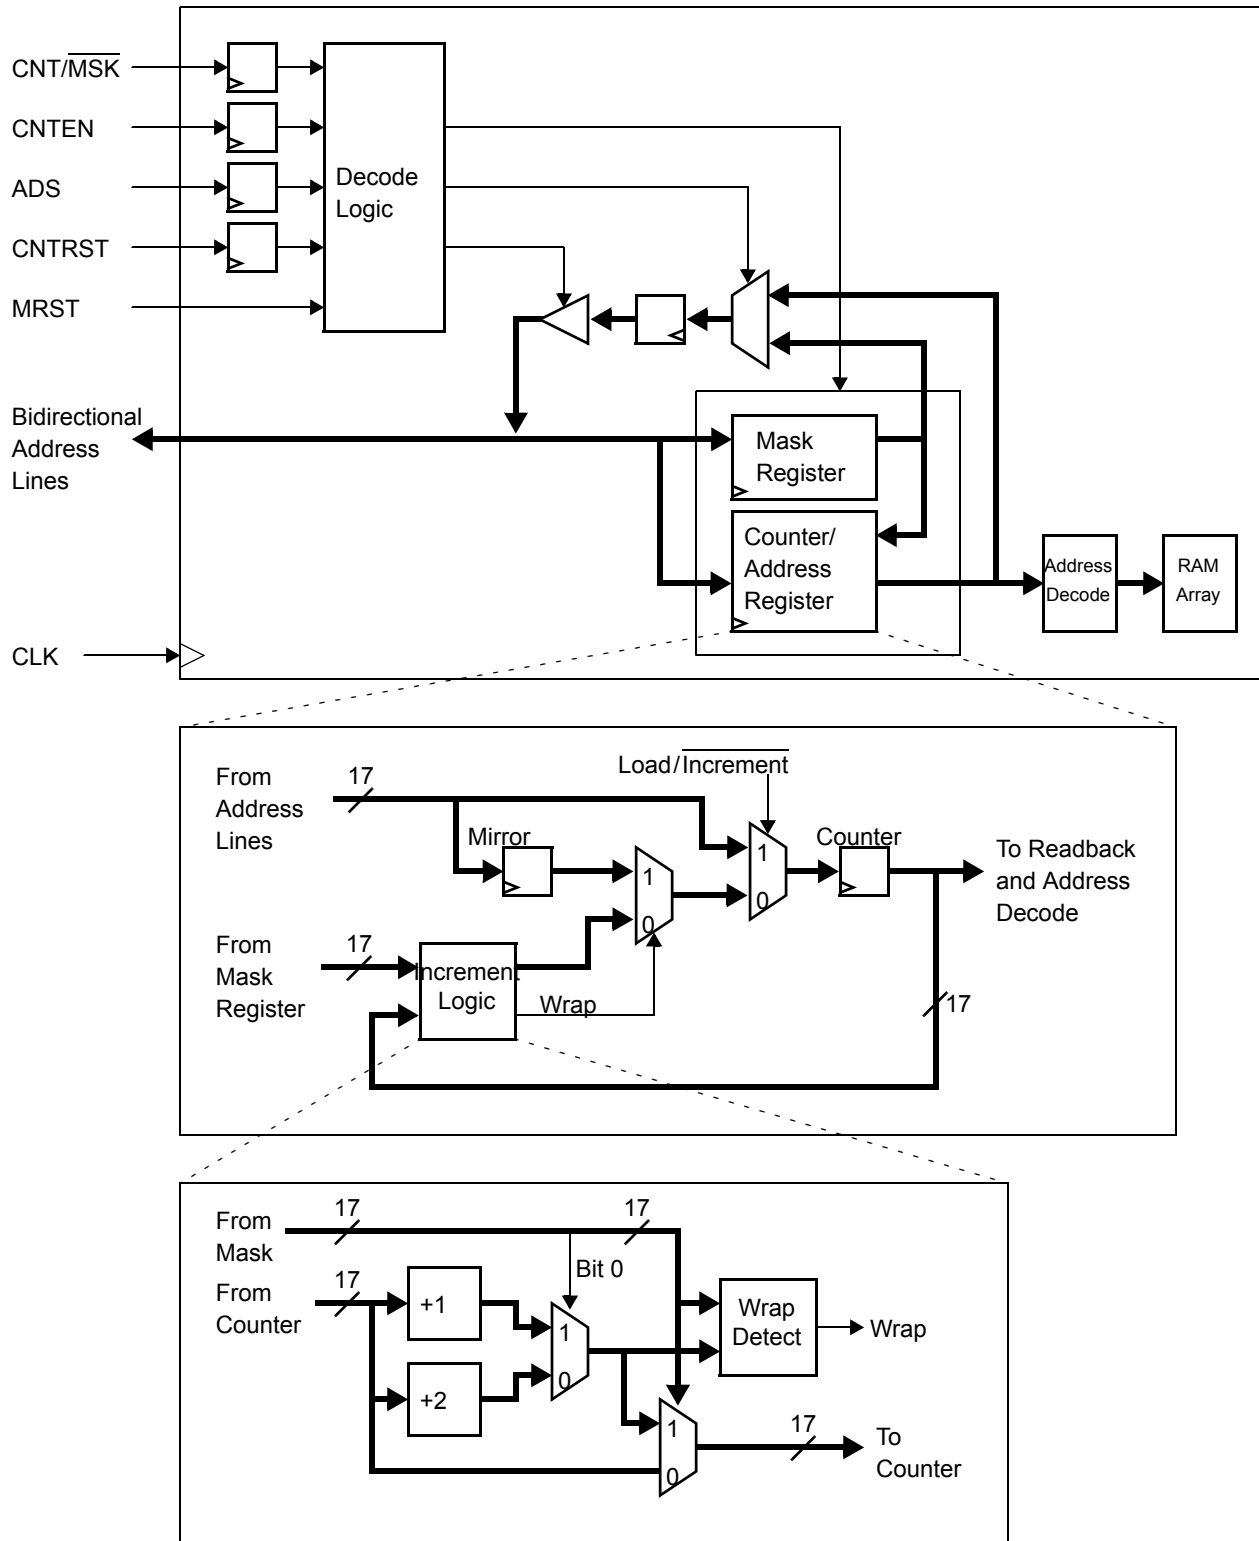 CNT/MSK
CNTEN
ADS
CNTRST
MRST
Decode
Logic
Bidirectional
Address
Lines
Mask
Register
Counter/
Address
Register
Address
Decode
RAM
Array
CLK
From
Address
Lines
17
Load/Increment
Mirror
Counter
1
0
1
0
To Readback
and Address
Decode
From
Mask
Register
17
Increment
Logic
Wrap
17
From
Mask
17
17
Bit 0
From
Counter
17
+1
+2
1
0
Wrap
Detect
Wrap
1
0
17
To
Counter